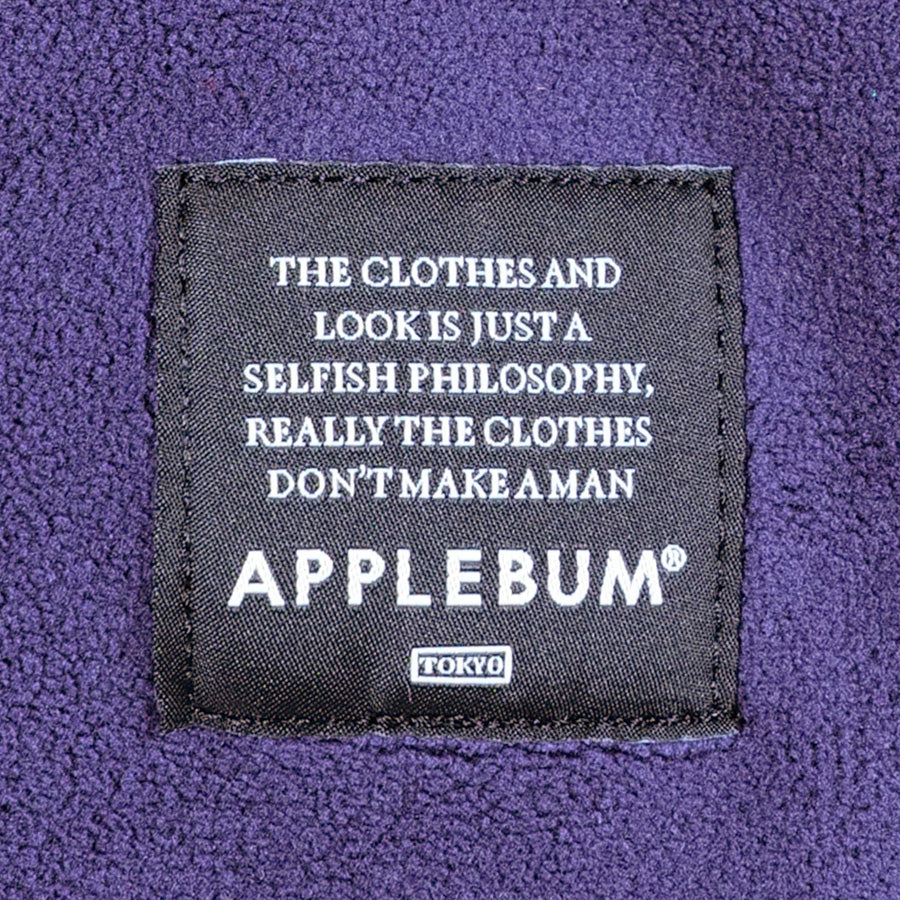 THE CLOTHES AND
LOOK IS JUST A
SELFISH PHILOSOPHY,
REALLY THE CLOTHES
DON'T MAKE A MAN
APPLEBUM®
TOKYO